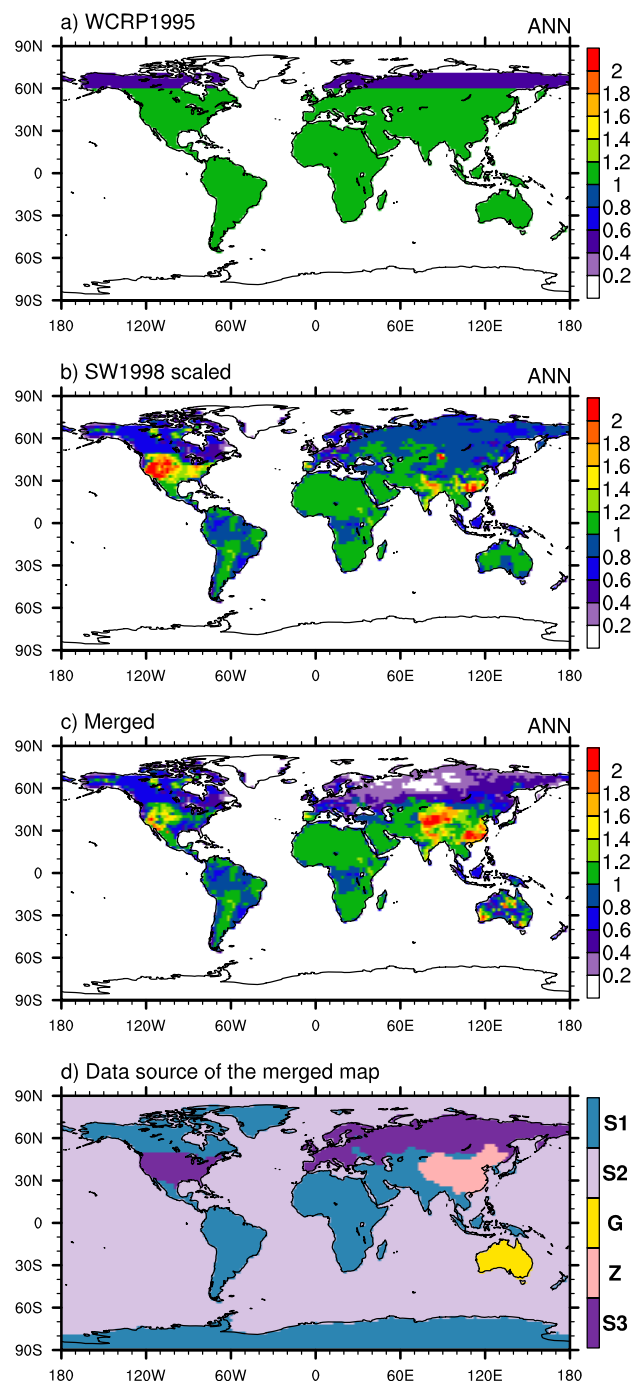 a) WCRP1995 ANN
90N
60N
30N
0
30S
60S
90S
180 120W 60W 0 60E 120E 180
2
1.8
1.6
1.4
1.2
1
0.8
0.6
0.4
0.2
b) SW1998 scaled ANN
90N
60N
30N
0
30S
60S
90S
180 120W 60W 0 60E 120E 180
2
1.8
1.6
1.4
1.2
1
0.8
0.6
0.4
0.2
c) Merged ANN
90N
60N
30N
0
30S
60S
90S
180 120W 60W 0 60E 120E 180
2
1.8
1.6
1.4
1.2
1
0.8
0.6
0.4
0.2
d) Data source of the merged map
90N
60N
30N
0
30S
60S
90S
180 120W 60W 0 60E 120E 180
S1
S2
G
Z
S3